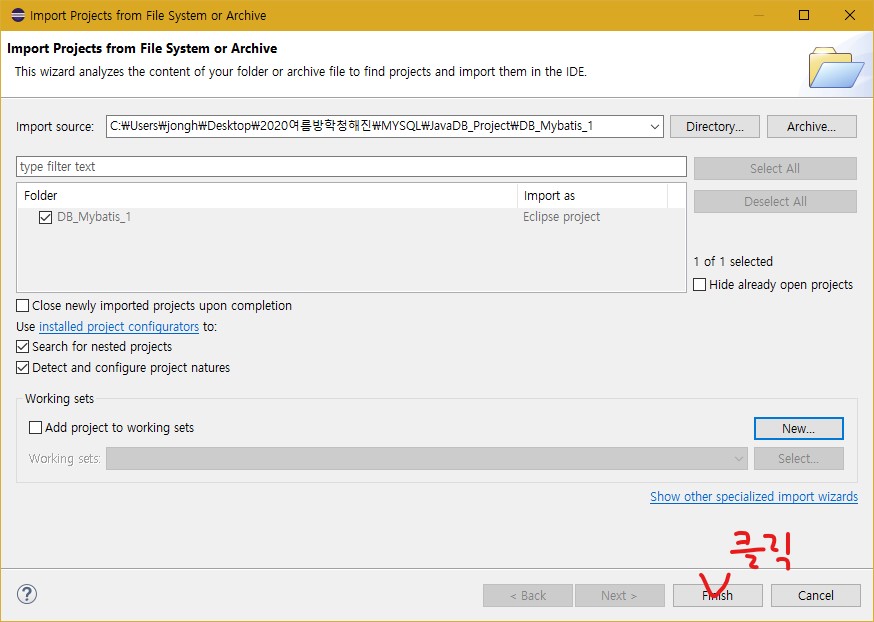 Import Projects from File System or Archive
Import Projects from File System or Archive
This wizard analyzes the content of your folder or archive file to find projects and import them in the IDE.
Import source: C:₩Users₩jongh₩Desktop₩2020여름방학청해진₩MYSQL₩JavaDB_Project₩DB_Mybatis_1 Directory... Archive...
type filter text Select All
Folder Import as Deselect All
DB_Mybatis_1 Eclipse project
1 of 1 selected
Hide already open projects
Close newly imported projects upon completion
Use installed project configurators to:
Search for nested projects
Detect and configure project natures
Working sets
Add project to working sets New...
Working sets: Select...
Show other specialized import wizards
클릭
? < Back Next > Finish Cancel